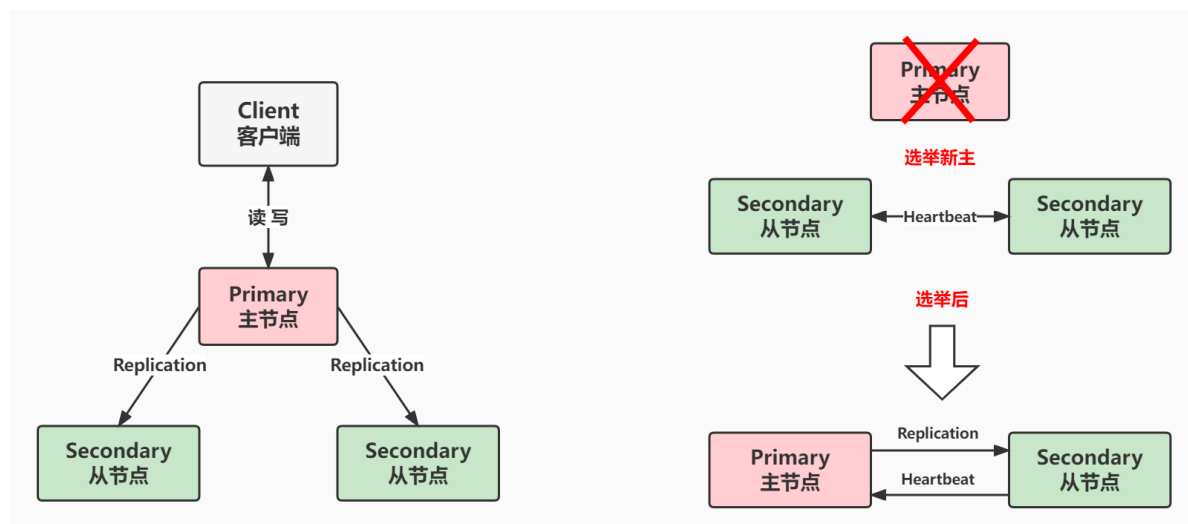 Client
客户端
读 写
Primary
主节点
Replication
Replication
Secondary
从节点
Secondary
从节点
Primary
主节点
选举新主
Secondary
从节点
Heartbeat
Secondary
从节点
选举后
Primary
主节点
Replication
Heartbeat
Secondary
从节点